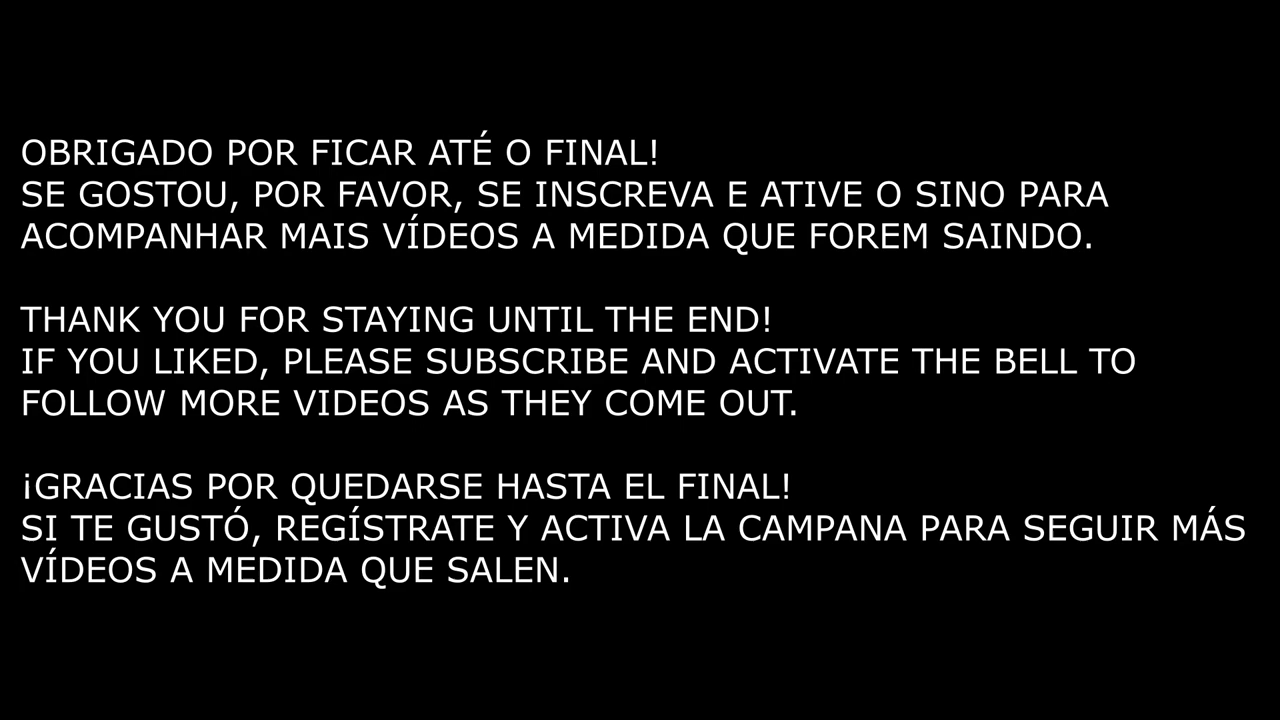 OBRIGADO POR FICAR ATÉ O FINAL!
SE GOSTOU, POR FAVOR, SE INSCREVA E ATIVE O SINO PARA
ACOMPANHAR MAIS VÍDEOS A MEDIDA QUE FOREM SAINDO.
THANK YOU FOR STAYING UNTIL THE END!
IF YOU LIKED, PLEASE SUBSCRIBE AND ACTIVATE THE BELL TO
FOLLOW MORE VIDEOS AS THEY COME OUT.
¡GRACIAS POR QUEDARSE HASTA EL FINAL!
SI TE GUSTÓ, REGÍSTRATE Y ACTIVA LA CAMPANA PARA SEGUIR MÁS
VÍDEOS A MEDIDA QUE SALEN.